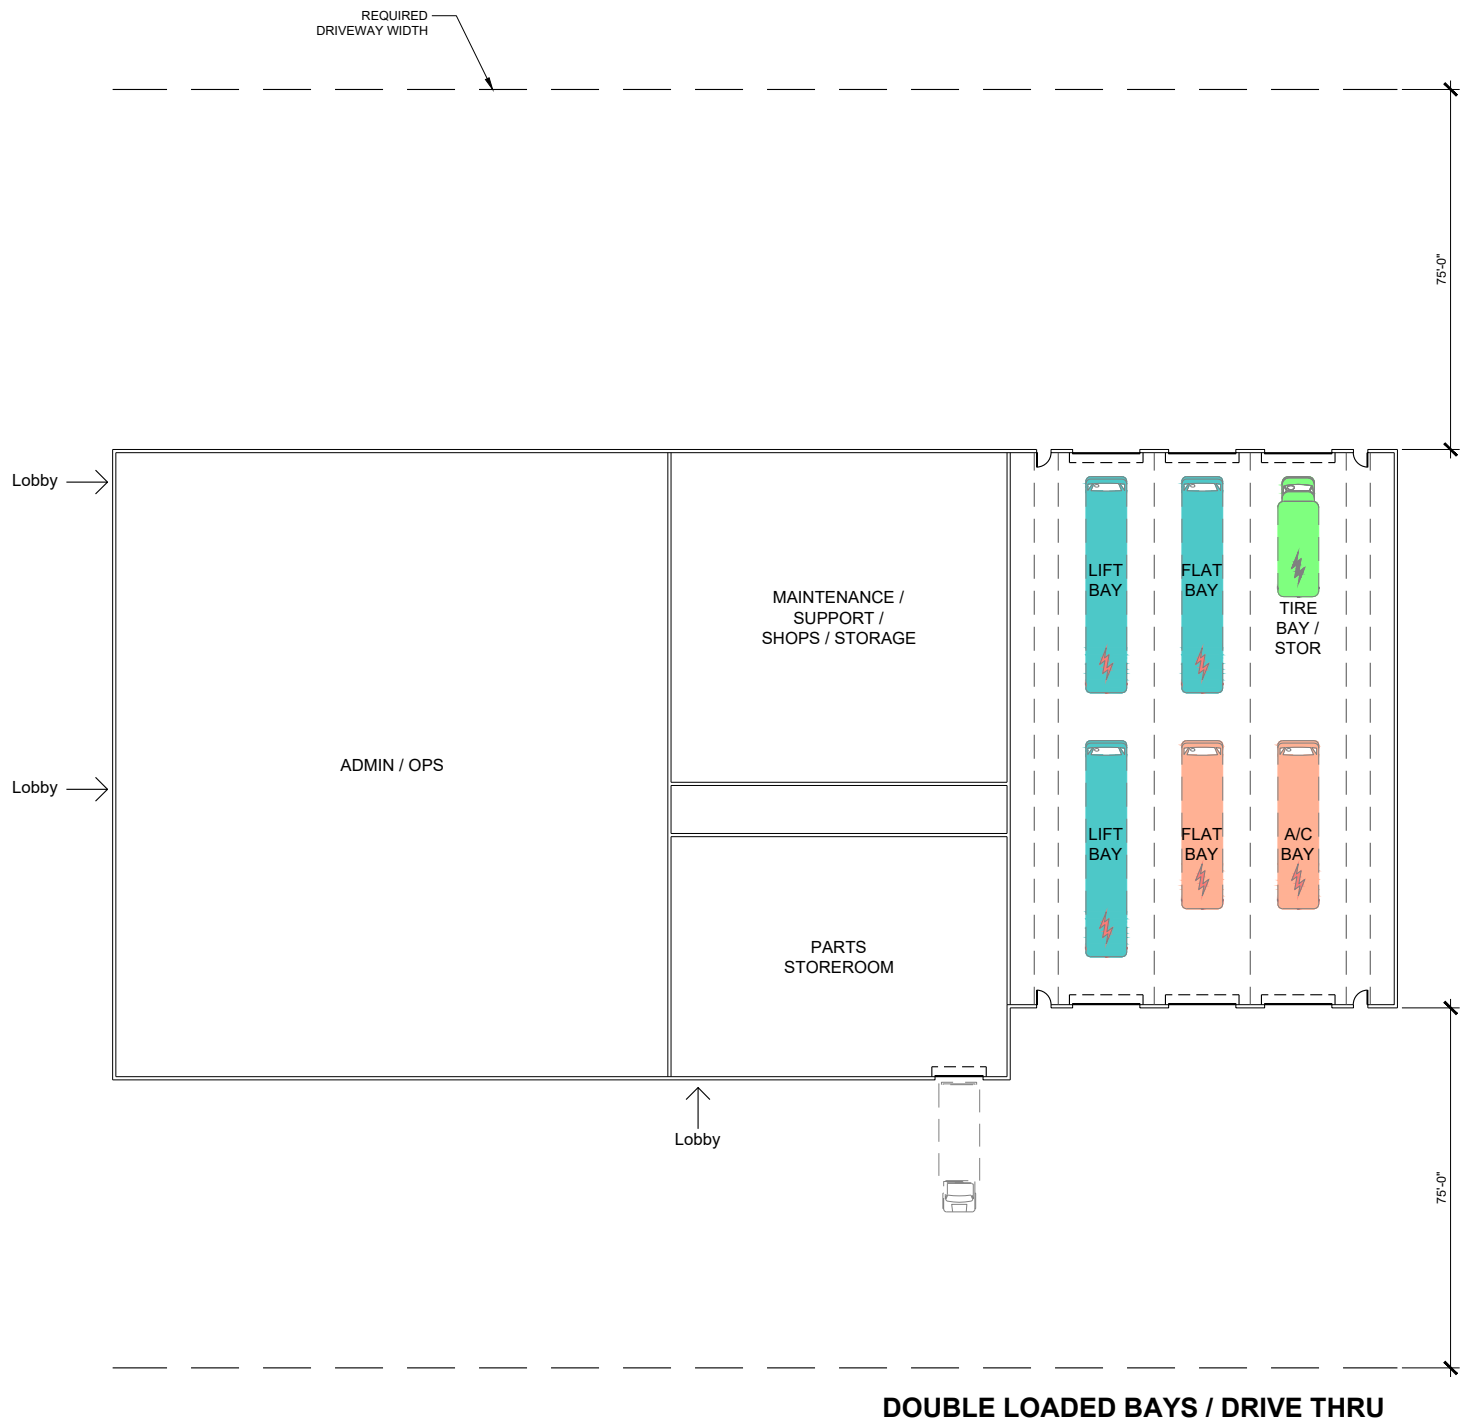 REQUIRED
DRIVEWAY WIDTH
75'-0"
Lobby
LIFT
BAY
FLAT
BAY
MAINTENANCE /
SUPPORT /
SHOPS / STORAGE
TIRE
BAY /
STOR
ADMIN / OPS
Lobby
LIFT
BAY
FLAT
BAY
A/C
BAY
PARTS
STOREROOM
Lobby
75'-0"
DOUBLE LOADED BAYS / DRIVE THRU